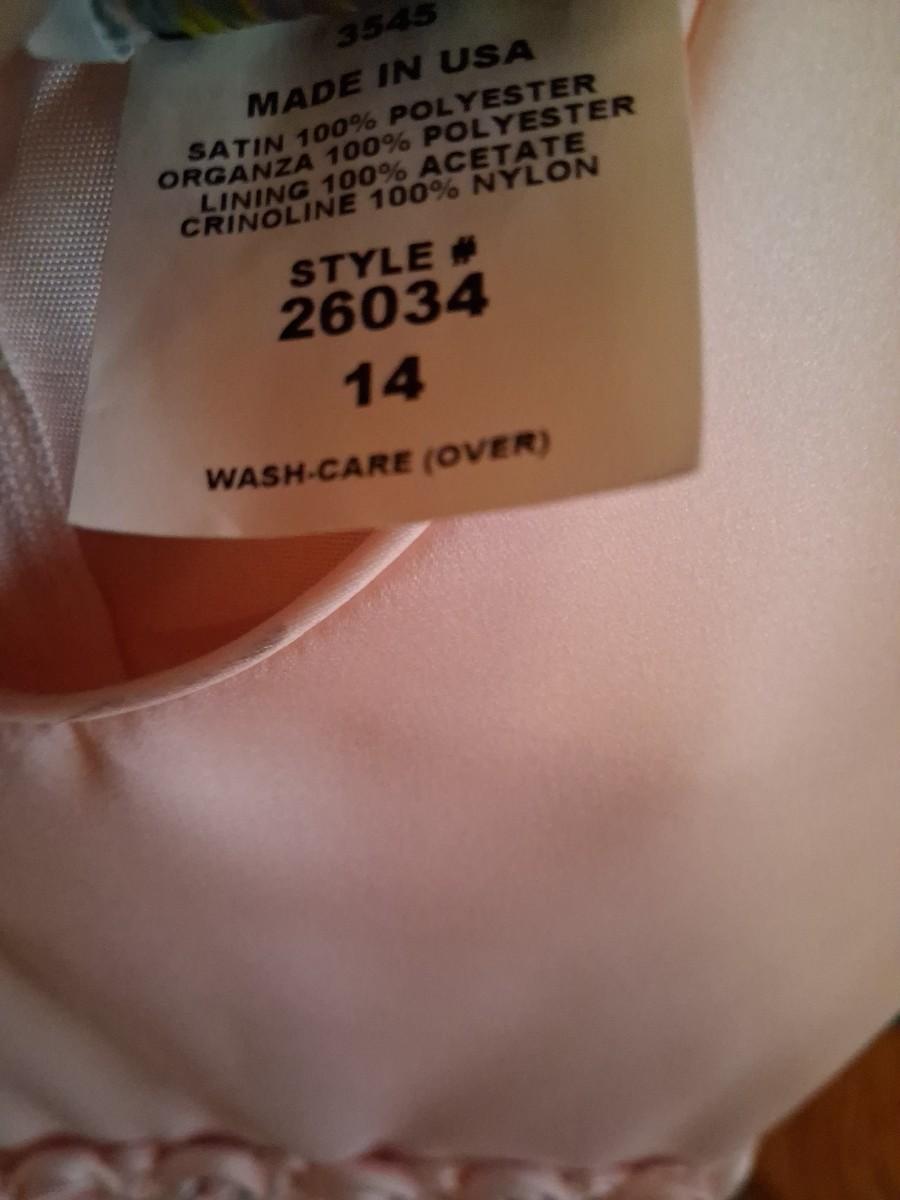 3545
MADE IN USA
SATIN 100% POLYESTER
ORGANZA 100% POLYESTER
LINING 100% ACETATE
CRINOLINE 100% NYLON
STYLE #
26034
14
WASH-CARE (OVER)